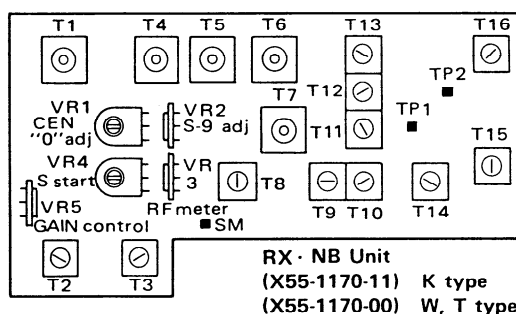 T1 T4 T5 T6 T13 T16
TP2
T12
VR1 VR2 T7 TP1
CEN S-9 adj T11
"0"adj
T15
VR4 VR
S start 3 T8
VR5 RF meter T9 T10 T14
GAIN control SM
T2 T3
RX · NB Unit
(X55-1170-11) K type
(X55-1170-00) W, T type